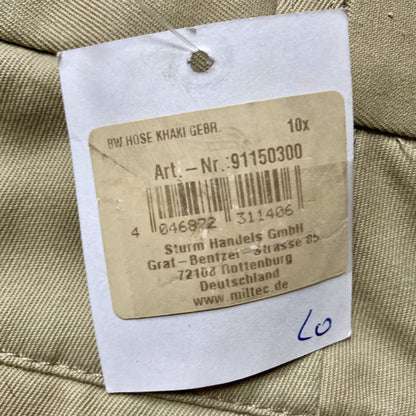 BW HOSE KHAKI GEBR. 10x
Art.-Nr.:91150300
4 046872 311406
Sturm Handels GmbH
Graf-Bentzel-Strasse 85
72108 Rottenburg
Deutschland
www.miltec.de
60